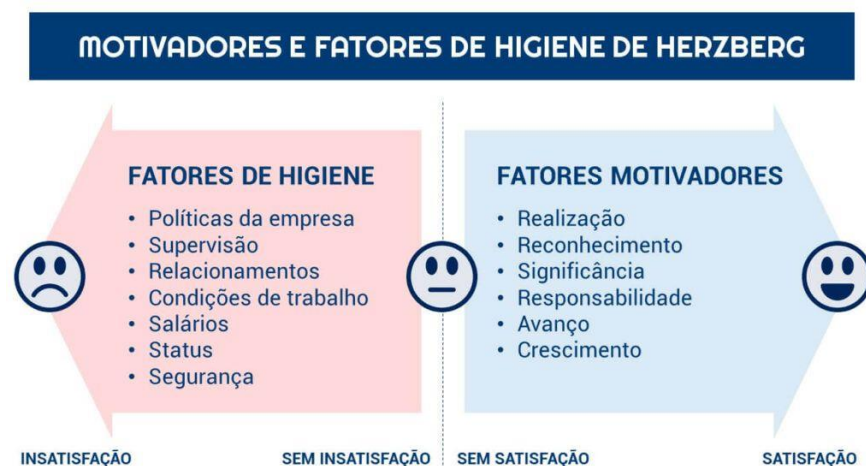 MOTIVADORES E FATORES DE HIGIENE DE HERZBERG
FATORES DE HIGIENE
• Políticas da empresa
• Supervisão
• Relacionamentos
• Condições de trabalho
• Salários
• Status
• Segurança
FATORES MOTIVADORES
• Realização
• Reconhecimento
• Significância
• Responsabilidade
• Avanço
• Crescimento
INSATISFAÇÃO
SEM INSATISFAÇÃO
SEM SATISFAÇÃO
SATISFAÇÃO